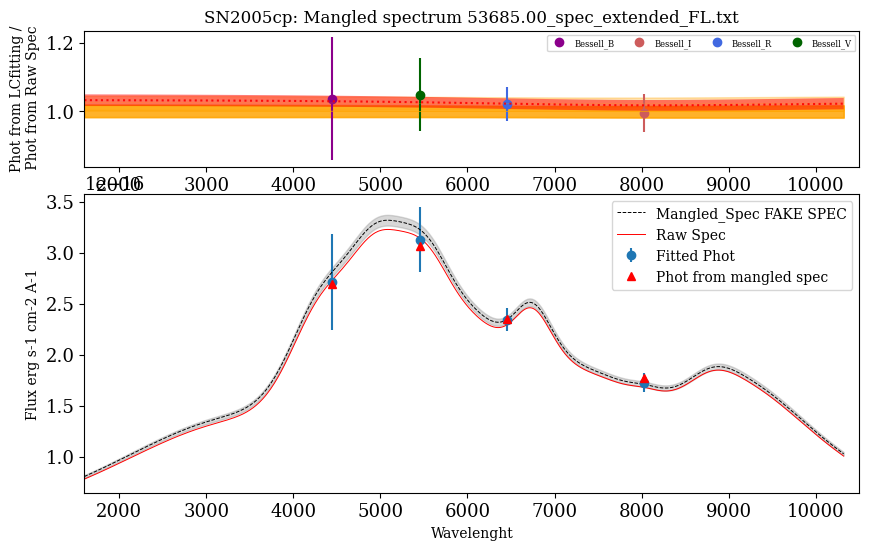 SN2005cp: Mangled spectrum 53685.00_spec_extended_FL.txt
Phot from LCfitting /
Phot from Raw Spec
1.2
1.0
Bessell_B
Bessell_I
Bessell_R
Bessell_V
2000 3000 4000 5000 6000 7000 8000 9000 10000
1e−16
Flux erg s-1 cm-2 A-1
3.5
3.0
2.5
2.0
1.5
1.0
Mangled_Spec FAKE SPEC
Raw Spec
Fitted Phot
Phot from mangled spec
2000 3000 4000 5000 6000 7000 8000 9000 10000
Wavelenght